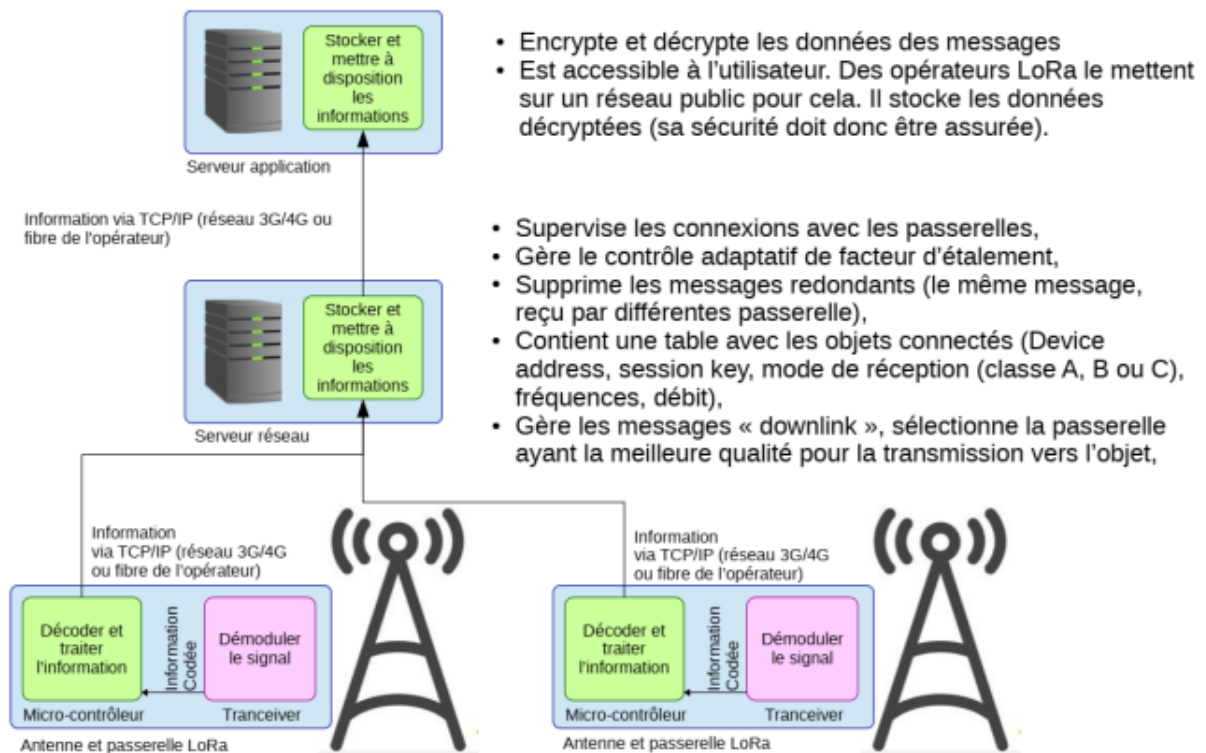 Stocker et
mettre à
disposition
les
informations
Serveur application
• Encrypte et décrypte les données des messages
• Est accessible à l'utilisateur. Des opérateurs LoRa le mettent
sur un réseau public pour cela. Il stocke les données
décryptées (sa sécurité doit donc être assurée).
Information via TCP/IP (réseau 3G/4G ou
fibre de l'opérateur)
Stocker et
mettre à
disposition
les
informations
Serveur réseau
• Supervise les connexions avec les passerelles,
• Gère le contrôle adaptatif de facteur d'étalement,
• Supprime les messages redondants (le même message,
reçu par différentes passerelle),
• Contient une table avec les objets connectés (Device
address, session key, mode de réception (classe A, B ou C),
fréquences, débit),
• Gère les messages « downlink », sélectionne la passerelle
ayant la meilleure qualité pour la transmission vers l'objet,
Information
via TCP/IP (réseau 3G/4G
ou fibre de l'opérateur)
Décoder et
traiter
l'information
Information
Codée
Démoduler
le signal
Micro-contrôleur
Tranceiver
Antenne et passerelle LoRa
Information
via TCP/IP (réseau 3G/4G
ou fibre de l'opérateur)
Décoder et
traiter
l'information
Information
Codée
Démoduler
le signal
Micro-contrôleur
Tranceiver
Antenne et passerelle LoRa